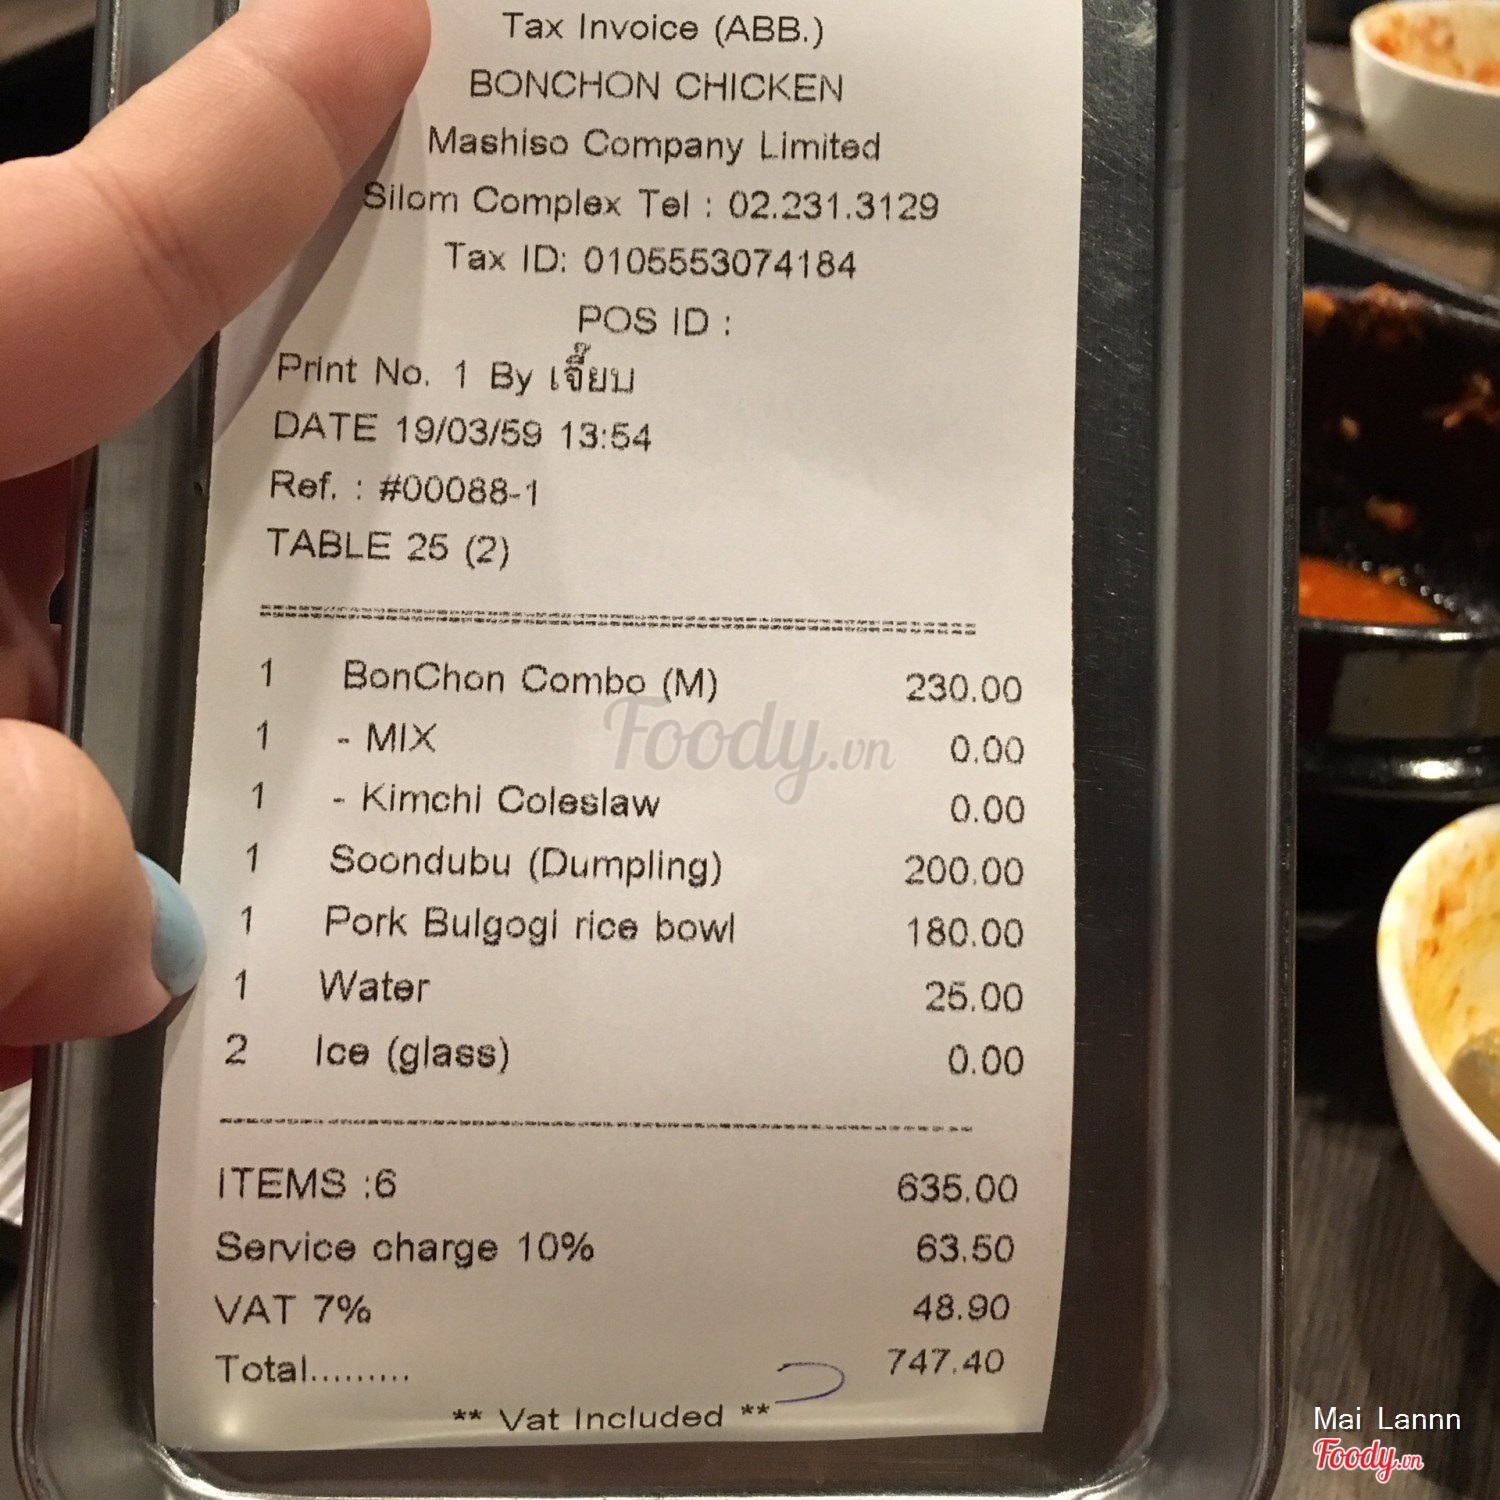 Tax Invoice (ABB.)
BONCHON CHICKEN
Mashiso Company Limited
Silom Complex Tel : 02.231.3129
Tax ID: 0105553074184
POS ID :
Print No. 1 By เจี๊ยบ
DATE 19/03/59 13:54
Ref. : #00088-1
TABLE 25 (2)
1 BonChon Combo (M) 230.00
1 - MIX 0.00
1 - Kimchi Coleslaw 0.00
1 Soondubu (Dumpling) 200.00
1 Pork Bulgogi rice bowl 180.00
1 Water 25.00
2 Ice (glass) 0.00
ITEMS :6 635.00
Service charge 10% 63.50
VAT 7% 48.90
Total......... 747.40
** Vat Included **
Foody.vn
Mai Lannn
Foody.vn